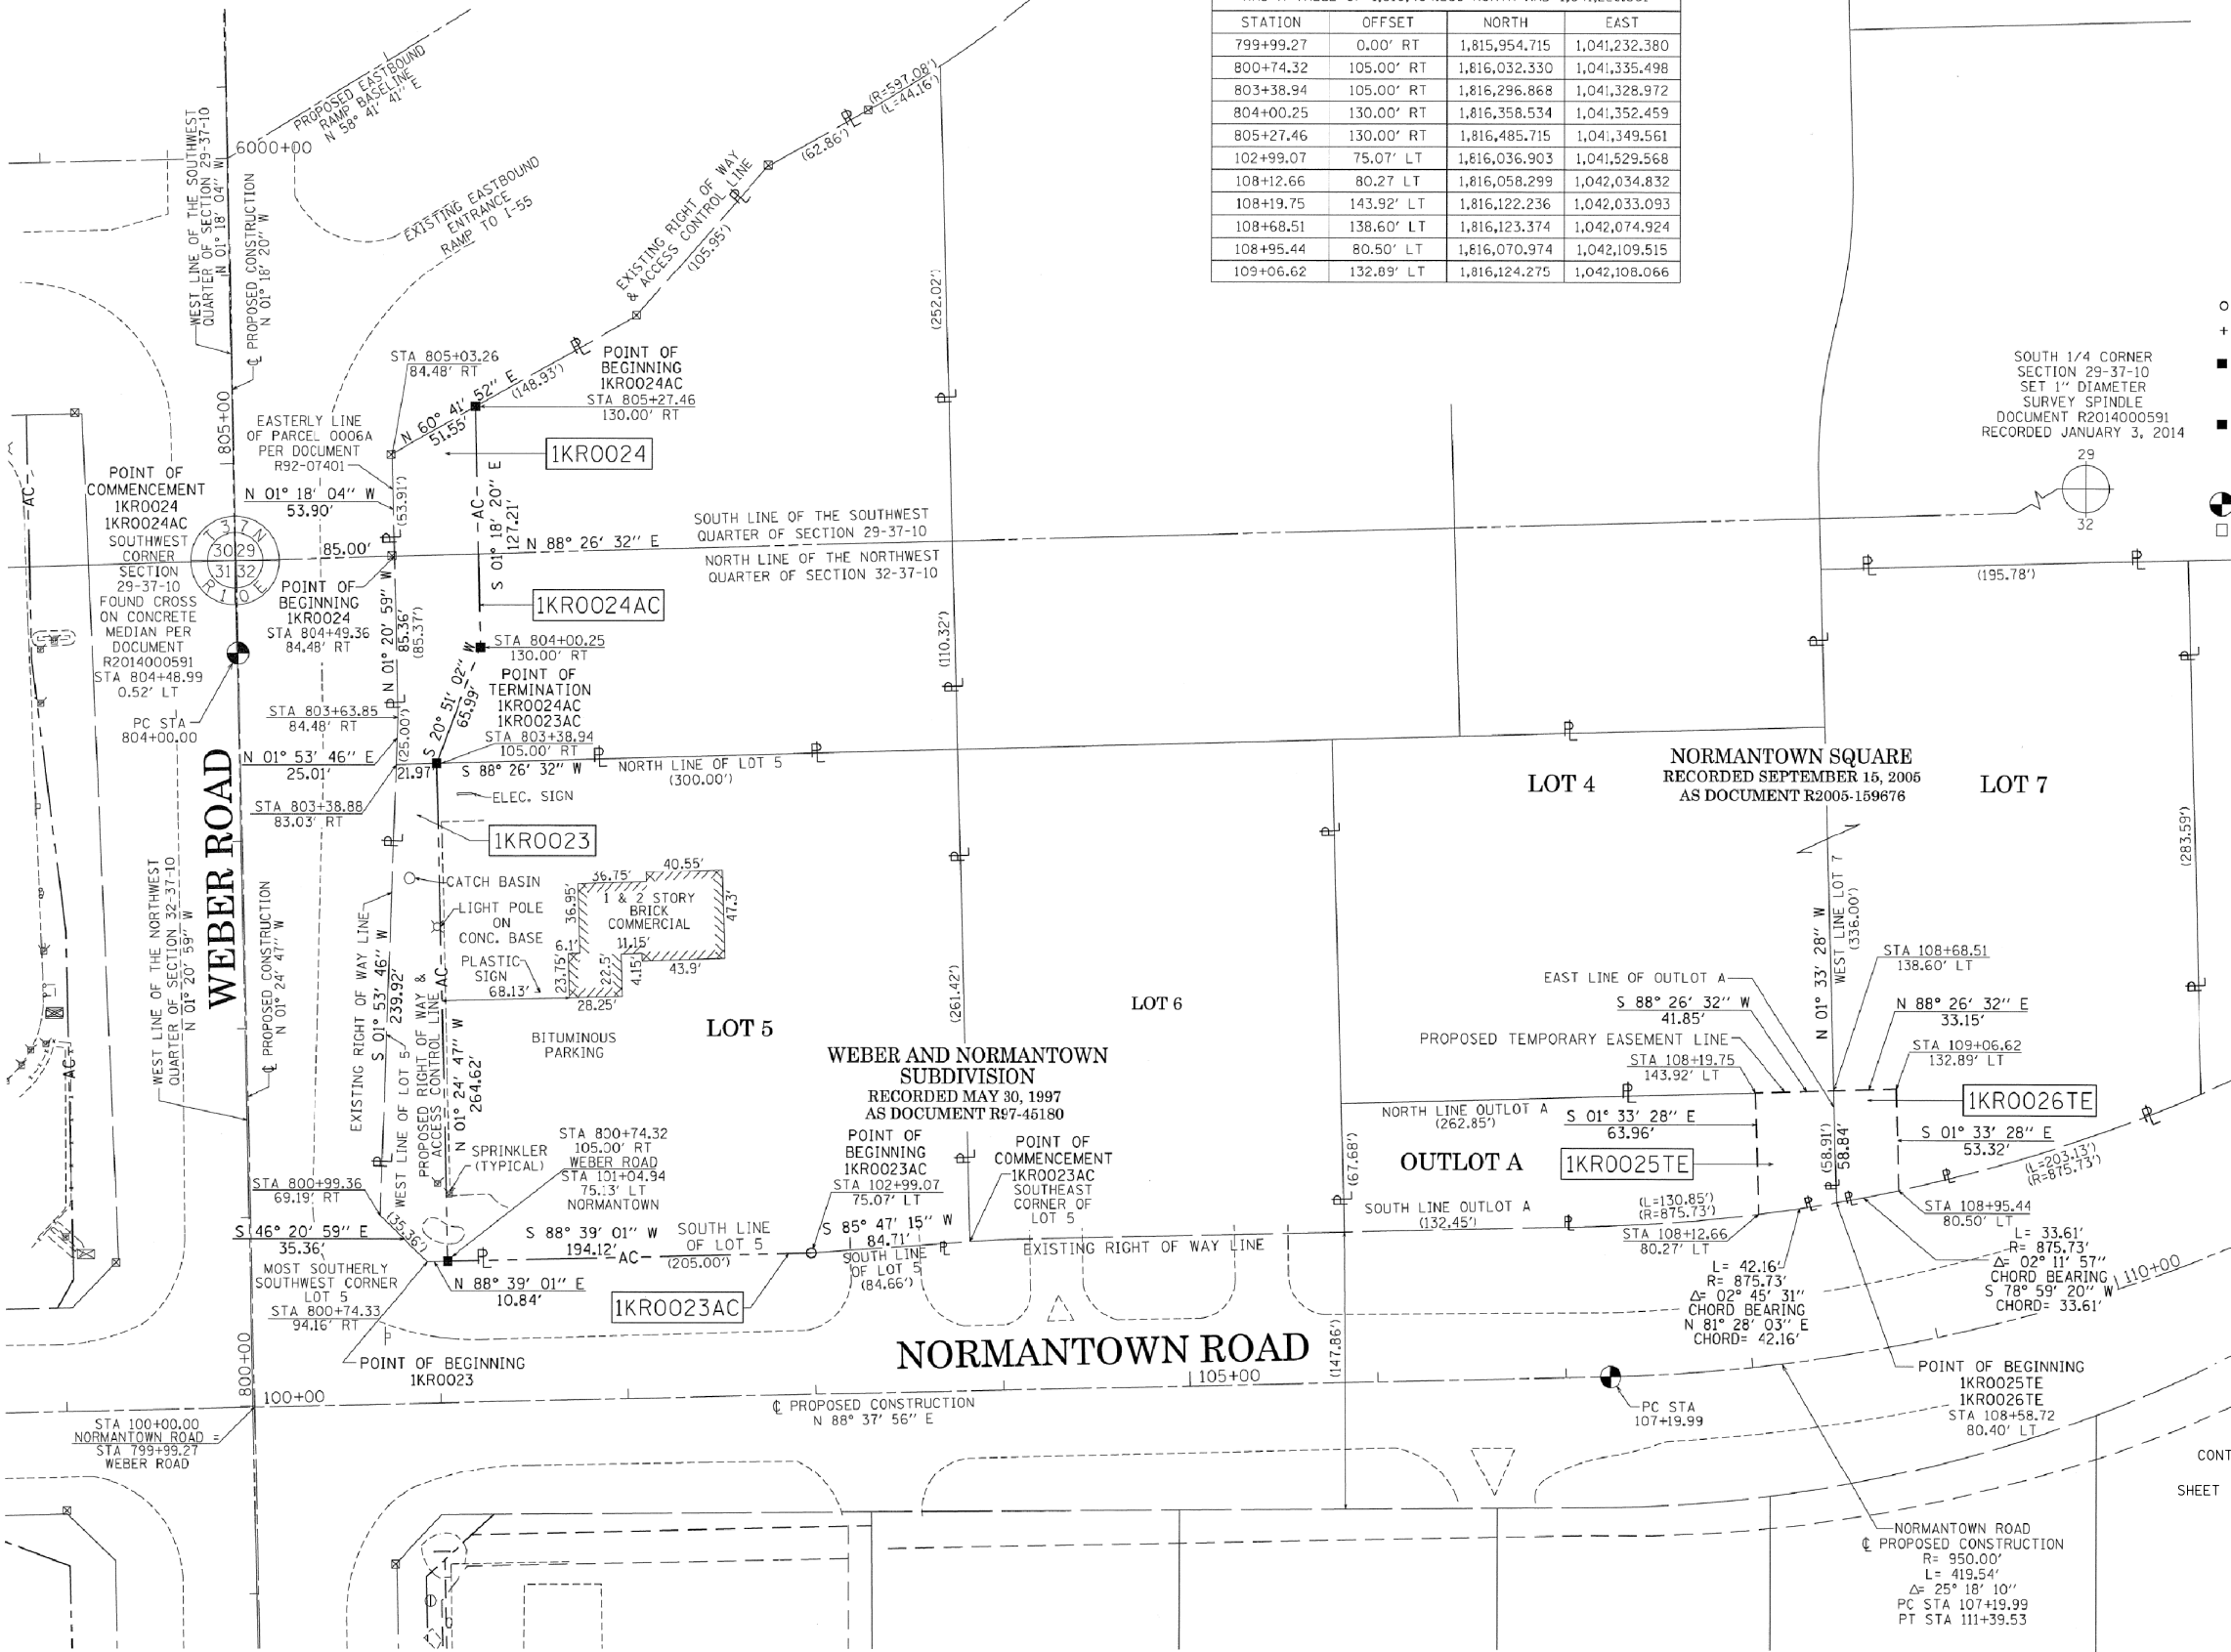 STATION OFFSET NORTH EAST
799+99.27 0.00' RT 1,815,954.715 1,041,232.380
800+74.32 105.00' RT 1,816,032.330 1,041,335.498
803+38.94 105.00' RT 1,816,296.868 1,041,328.972
804+00.25 130.00' RT 1,816,358.534 1,041,352.459
805+27.46 130.00' RT 1,816,485.715 1,041,349.561
102+99.07 75.07' LT 1,816,036.903 1,041,529.568
108+12.66 80.27 LT 1,816,058.299 1,042,034.832
108+19.75 143.92' LT 1,816,122.236 1,042,033.093
108+68.51 138.60' LT 1,816,123.374 1,042,074.924
108+95.44 80.50' LT 1,816,070.974 1,042,109.515
109+06.62 132.89' LT 1,816,124.275 1,042,108.066
PROPOSED EASTBOUND
RAMP BASELINE
N 58° 41' 41" E
6000+00
WEST LINE OF THE SOUTHWEST
QUARTER OF SECTION 29-37-10
N 01° 18' 04" W
℄ PROPOSED CONSTRUCTION
N 01° 18' 20" W
EXISTING EASTBOUND
ENTRANCE
RAMP TO I-55
EXISTING RIGHT OF WAY
& ACCESS CONTROL LINE
(105.95')
(62.86')
(R=597.08')
(L=44.16')
(252.02')
STA 805+03.26
84.48' RT
N 60° 41' 52" E
51.55'
(148.93')
POINT OF
BEGINNING
1KR0024AC
STA 805+27.46
130.00' RT
1KR0024
805+00
EASTERLY LINE
OF PARCEL 0006A
PER DOCUMENT
R92-07401
N 01° 18' 04" W
53.90'
(53.91')
AC
S 01° 18' 20" E
127.21'
POINT OF
COMMENCEMENT
1KR0024
1KR0024AC
SOUTHWEST
CORNER
SECTION
29-37-10
FOUND CROSS
ON CONCRETE
MEDIAN PER
DOCUMENT
R2014000591
STA 804+48.99
0.52' LT
T 37 N
30 29
31 32
R 10 E
85.00'
N 88° 26' 32" E
SOUTH LINE OF THE SOUTHWEST
QUARTER OF SECTION 29-37-10
NORTH LINE OF THE NORTHWEST
QUARTER OF SECTION 32-37-10
SOUTH 1/4 CORNER
SECTION 29-37-10
SET 1" DIAMETER
SURVEY SPINDLE
DOCUMENT R2014000591
RECORDED JANUARY 3, 2014
29
32
POINT OF
BEGINNING
1KR0024
STA 804+49.36
84.48' RT
N 01° 20' 59" W
85.36'
(85.37')
1KR0024AC
PC STA
804+00.00
STA 804+00.25
130.00' RT
S 20° 51' 02" W
65.99'
POINT OF
TERMINATION
1KR0024AC
1KR0023AC
STA 803+38.94
105.00' RT
STA 803+63.85
84.48' RT
(25.00')
N 01° 53' 46" E
25.01'
21.97'
STA 803+38.88
83.03' RT
S 88° 26' 32" W
NORTH LINE OF LOT 5
(300.00')
(110.32')
(195.78')
ELEC. SIGN
1KR0023
WEBER ROAD
CATCH BASIN
LIGHT POLE
ON
CONC. BASE
PLASTIC
SIGN
68.13'
36.75'
40.55'
36.95'
1 & 2 STORY
BRICK
COMMERCIAL
47.3'
6.1'
11.15'
23.75'
22.5'
4.15'
43.9'
28.25'
BITUMINOUS
PARKING
LOT 5
LOT 6
LOT 4
LOT 7
NORMANTOWN SQUARE
RECORDED SEPTEMBER 15, 2005
AS DOCUMENT R2005-159676
(283.59')
WEST LINE OF THE NORTHWEST
QUARTER OF SECTION 32-37-10
N 01° 20' 59" W
℄ PROPOSED CONSTRUCTION
N 01° 24' 47" W
EXISTING RIGHT OF WAY LINE
S 01° 53' 46" W
239.92'
WEST LINE OF LOT 5
PROPOSED RIGHT OF WAY &
ACCESS CONTROL LINE
AC
N 01° 24' 47" W
264.62'
(261.42')
WEBER AND NORMANTOWN
SUBDIVISION
RECORDED MAY 30, 1997
AS DOCUMENT R97-45180
N 01° 33' 28" W
WEST LINE LOT 7
(336.00')
STA 108+68.51
138.60' LT
EAST LINE OF OUTLOT A
S 88° 26' 32" W
41.85'
N 88° 26' 32" E
33.15'
PROPOSED TEMPORARY EASEMENT LINE
STA 108+19.75
143.92' LT
STA 109+06.62
132.89' LT
1KR0026TE
NORTH LINE OUTLOT A
(262.85')
S 01° 33' 28" E
63.96'
(58.91')
58.84'
S 01° 33' 28" E
53.32'
OUTLOT A
1KR0025TE
(67.68')
(L=203.13')
(R=875.73')
SPRINKLER
(TYPICAL)
STA 800+74.32
105.00' RT
WEBER ROAD
STA 101+04.94
75.13' LT
NORMANTOWN
POINT OF
BEGINNING
1KR0023AC
STA 102+99.07
75.07' LT
POINT OF
COMMENCEMENT
1KR0023AC
SOUTHEAST
CORNER OF
LOT 5
STA 800+99.36
69.19' RT
S 46° 20' 59" E
35.36'
(35.36')
S 88° 39' 01" W
194.12'
AC
SOUTH LINE
OF LOT 5
(205.00')
S 85° 47' 15" W
84.71'
SOUTH LINE
OF LOT 5
(84.66')
EXISTING RIGHT OF WAY LINE
SOUTH LINE OUTLOT A
(132.45')
(L=130.85')
(R=875.73')
STA 108+12.66
80.27' LT
STA 108+95.44
80.50' LT
MOST SOUTHERLY
SOUTHWEST CORNER
LOT 5
STA 800+74.33
94.16' RT
N 88° 39' 01" E
10.84'
1KR0023AC
L= 42.16'
R= 875.73'
Δ= 02° 45' 31"
CHORD BEARING
N 81° 28' 03" E
CHORD= 42.16'
L= 33.61'
R= 875.73'
Δ= 02° 11' 57"
CHORD BEARING
S 78° 59' 20" W
CHORD= 33.61'
110+00
POINT OF BEGINNING
1KR0023
NORMANTOWN ROAD
(147.86')
POINT OF BEGINNING
1KR0025TE
1KR0026TE
STA 108+58.72
80.40' LT
800+00
100+00
105+00
℄ PROPOSED CONSTRUCTION
N 88° 37' 56" E
PC STA
107+19.99
STA 100+00.00
NORMANTOWN ROAD =
STA 799+99.27
WEBER ROAD
CONT
SHEET
NORMANTOWN ROAD
℄ PROPOSED CONSTRUCTION
R= 950.00'
L= 419.54'
Δ= 25° 18' 10"
PC STA 107+19.99
PT STA 111+39.53
AC
AC